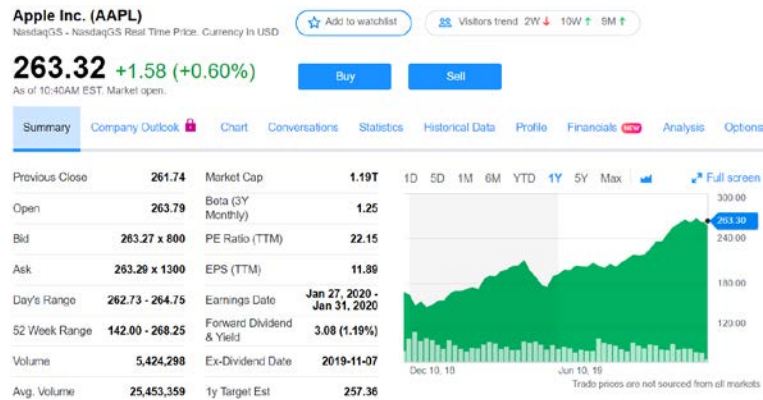 Apple Inc. (AAPL)
NasdaqGS - NasdaqGS Real Time Price. Currency in USD
Add to watchlist
Visitors trend 2W ↓ 10W ↑ 9M ↑
263.32 +1.58 (+0.60%)
As of 10:40AM EST. Market open.
Buy
Sell
Summary Company Outlook Chart Conversations Statistics Historical Data Profile Financials NEW Analysis Options
Previous Close 261.74
Open 263.79
Bid 263.27 x 800
Ask 263.29 x 1300
Day's Range 262.73 - 264.75
52 Week Range 142.00 - 268.25
Volume 5,424,298
Avg. Volume 25,453,359
Market Cap 1.19T
Beta (3Y
Monthly) 1.25
PE Ratio (TTM) 22.15
EPS (TTM) 11.89
Earnings Date Jan 27, 2020 -
Jan 31, 2020
Forward Dividend
& Yield 3.08 (1.19%)
Ex-Dividend Date 2019-11-07
1y Target Est 257.36
1D 5D 1M 6M YTD 1Y 5Y Max Full screen
300.00
263.30
240.00
180.00
120.00
Dec 10, 18 Jun 10, 19
Trade prices are not sourced from all markets